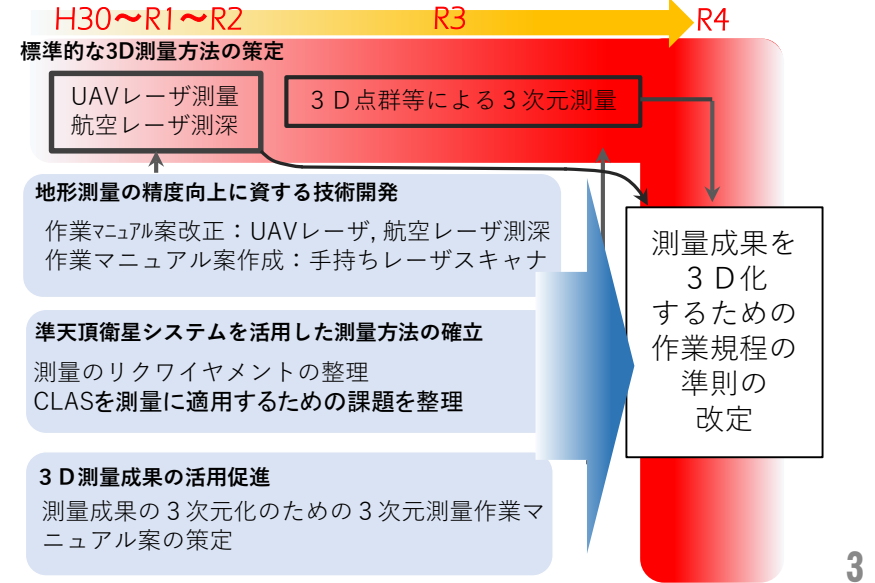 H30〜R1〜R2
R3
R4
標準的な3D測量方法の策定
UAVレーザ測量
航空レーザ測深
３Ｄ点群等による３次元測量
地形測量の精度向上に資する技術開発
作業ﾏﾆｭｱﾙ案改正：UAVレーザ, 航空レーザ測深
作業マニュアル案作成：手持ちレーザスキャナ
準天頂衛星システムを活用した測量方法の確立
測量のリクワイヤメントの整理
CLASを測量に適用するための課題を整理
３Ｄ測量成果の活用促進
測量成果の３次元化のための３次元測量作業マ
ニュアル案の策定
測量成果を
３Ｄ化
するための
作業規程の
準則の
改定
3